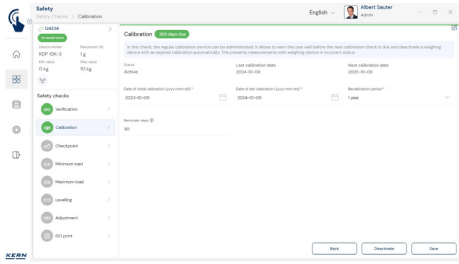 Safety
Safety Checks / Calibration
English
Albert Sauter
Admin
128236
Device model
KDP 10K-3
Resolution (d)
1 g
Min value
0 kg
Max value
10 kg
Safety checks
Verification
Calibration
Checkpoint
Minimum load
Maximum load
Levelling
Adjustment
ISO print
Calibration
365 days due
In this check, the regular calibration service can be administrated. It allows to warn the user well before the next calibration check is due and deactivate a weighing
device with an expired calibration automatically. This prevents measurements with weighing devices with incorrect status.
Status
Active
Last calibration date
2024-10-09
Next calibration date
2025-10-09
Date of initial calibration (yyyy-mm-dd) *
2023-10-09
Date of last calibration (yyyy-mm-dd) *
2024-10-09
Recalibration period *
1 year
Reminder days
30
Back
Deactivate
Save
KERN